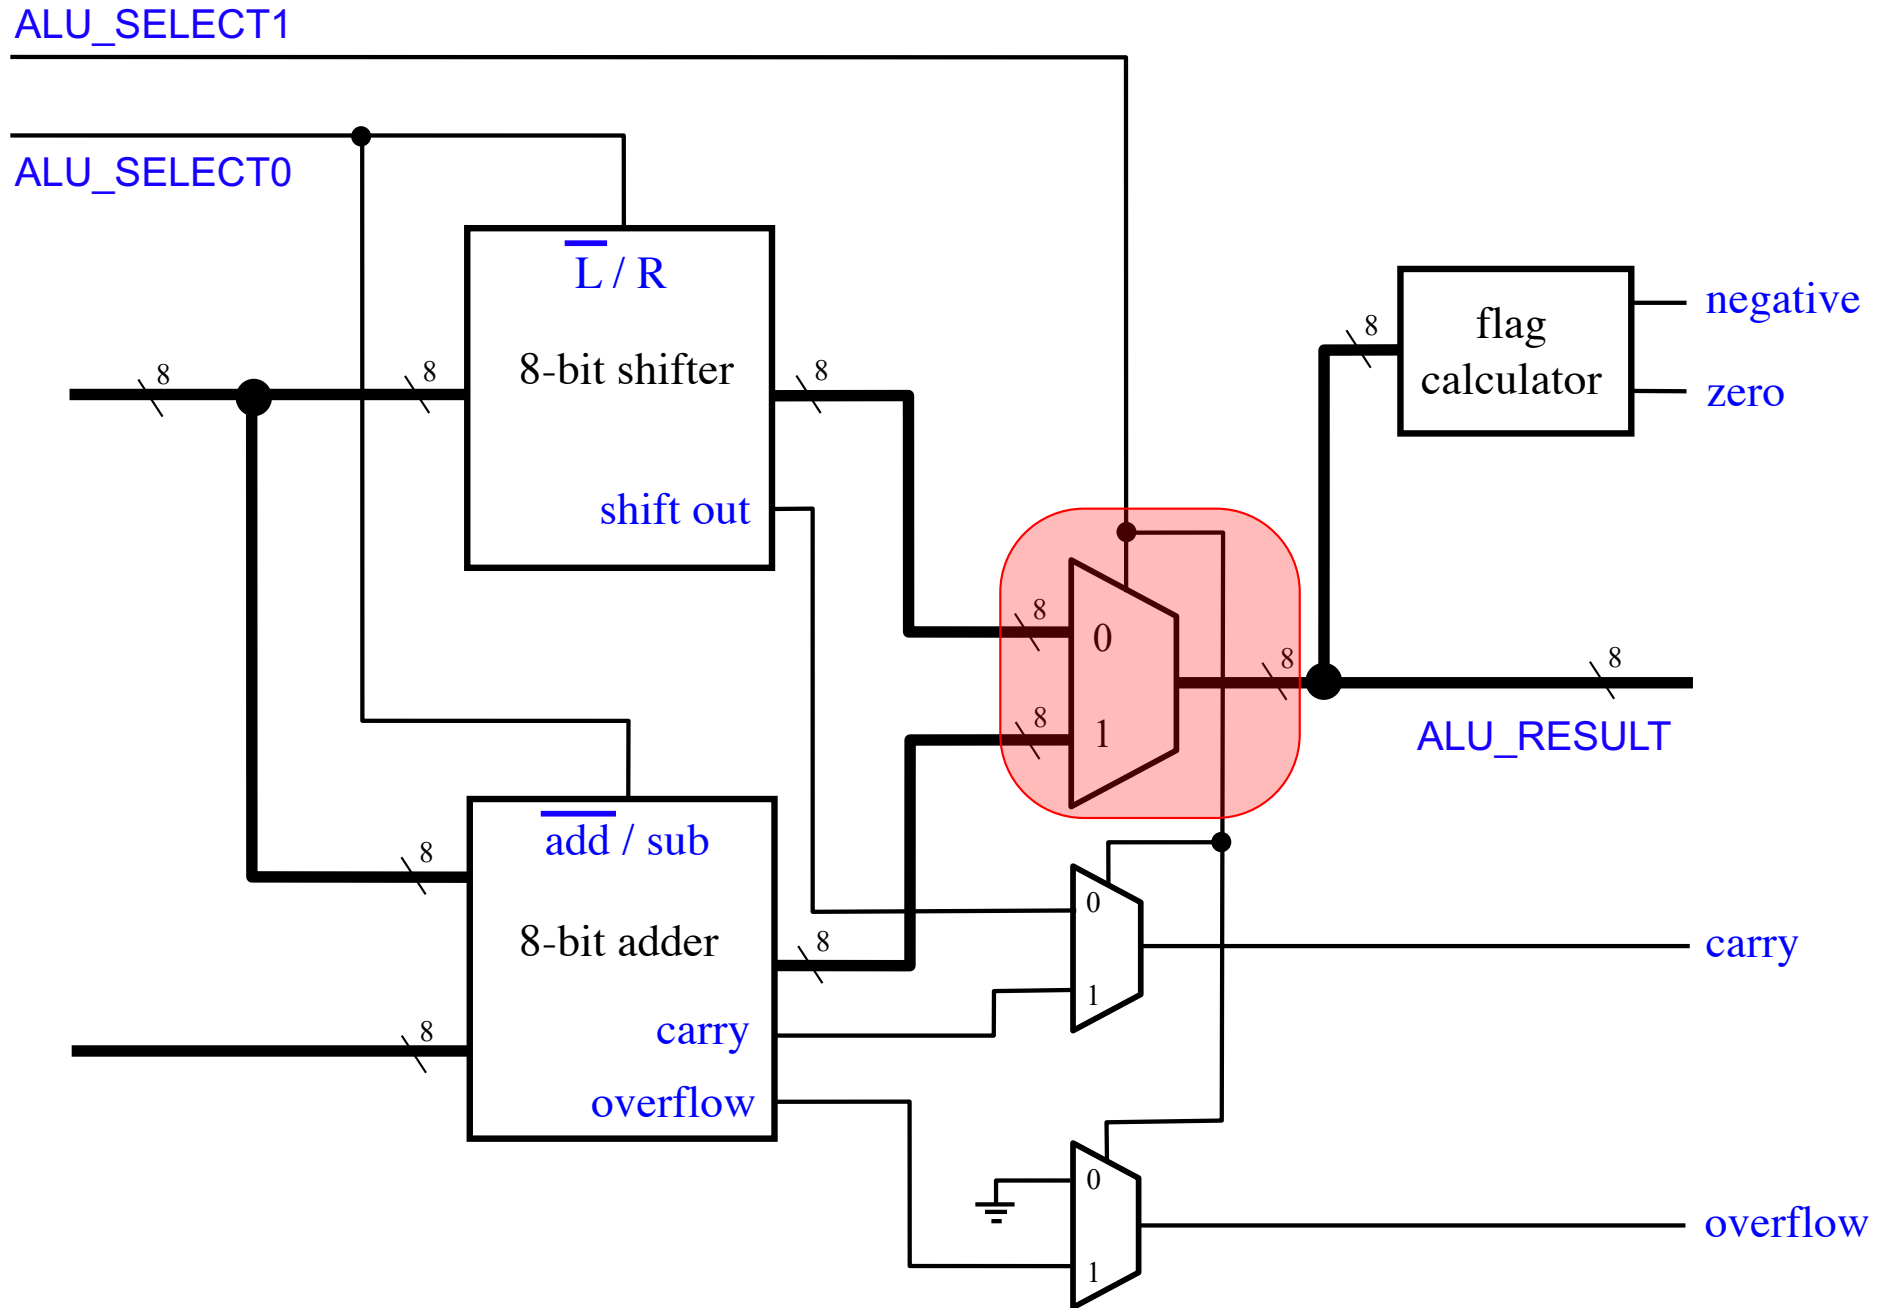 ALU_SELECT1
ALU_SELECT0
L / R
8-bit shifter
shift out
8
8
8
add / sub
8-bit adder
carry
overflow
8
8
8
8
0
8
1
8
0
1
0
1
8
flag
calculator
negative
zero
8
ALU_RESULT
carry
overflow